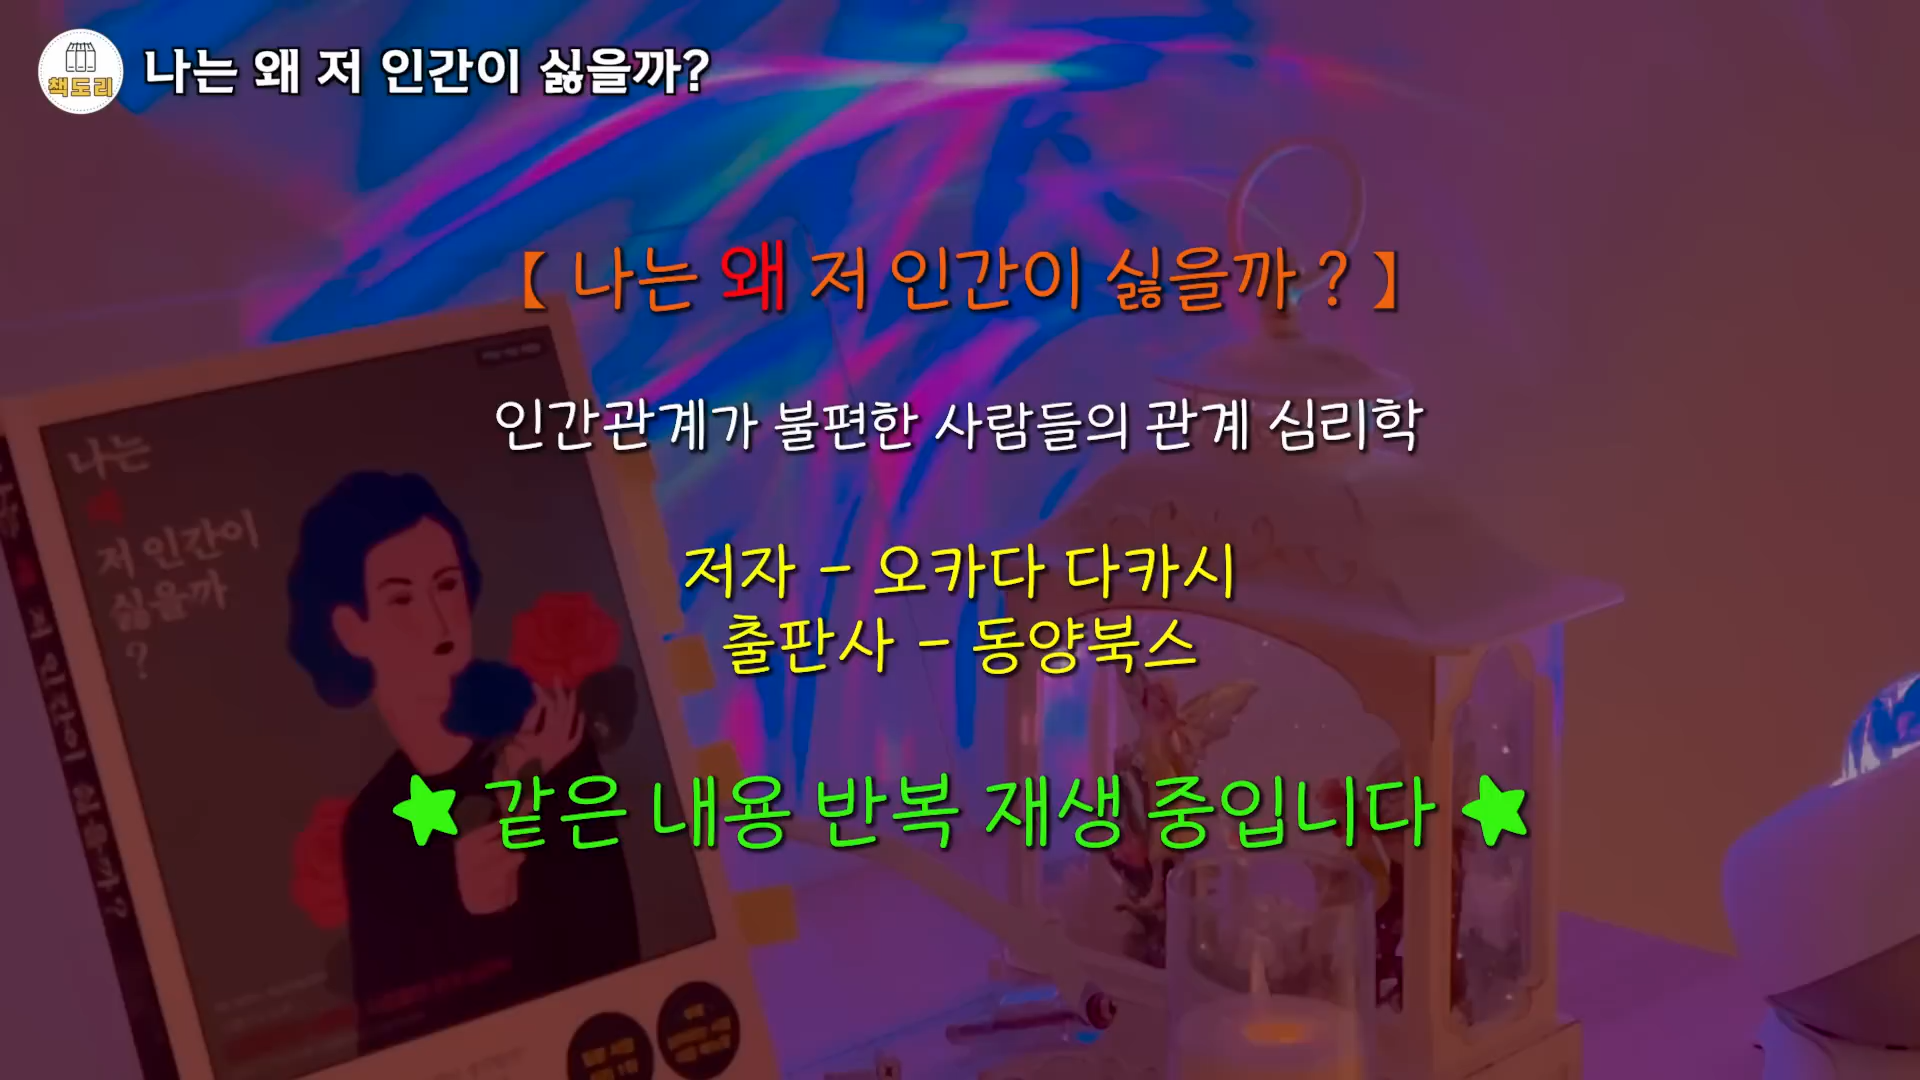 책도리
나는 왜 저 인간이 싫을까?
【 나는 왜 저 인간이 싫을까 ? 】
인간관계가 불편한 사람들의 관계 심리학
저자 - 오카다 다카시
출판사 - 동양북스
★ 같은 내용 반복 재생 중입니다 ★
나는
왜
저 인간이
싫을까
?